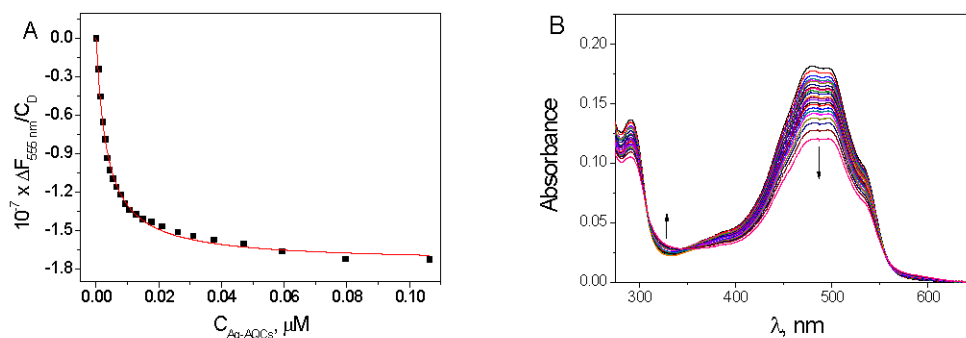 A
0.0
-0.3
-0.6
-0.9
-1.2
-1.5
-1.8
10⁻⁷ x ΔF₅₅₅ ₙₘ/C_D
0.00 0.02 0.04 0.06 0.08 0.10
C_Ag-AQCs, μM
B
0.20
0.15
0.10
0.05
0.00
Absorbance
300 400 500 600
λ, nm